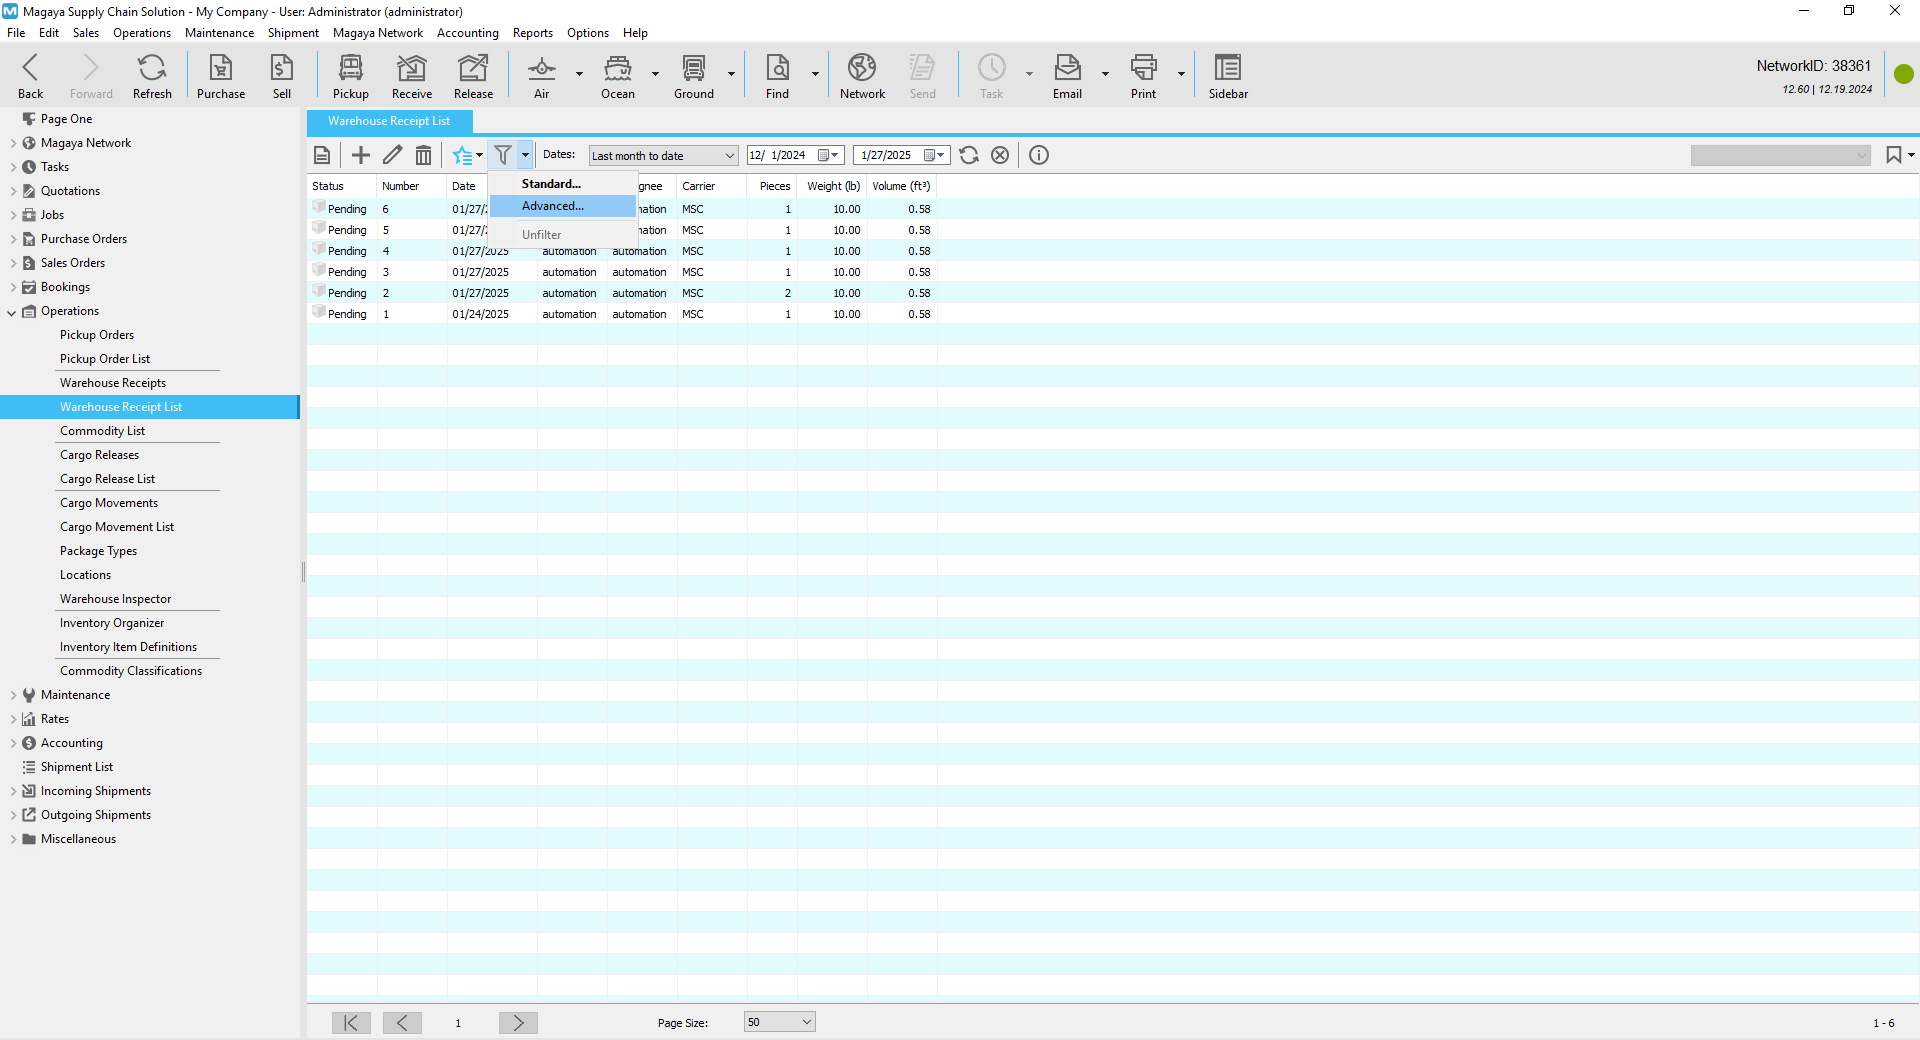 Magaya Supply Chain Solution - My Company - User: Administrator (administrator)
File Edit Sales Operations Maintenance Shipment Magaya Network Accounting Reports Options Help
Back Forward Refresh Purchase Sell Pickup Receive Release Air Ocean Ground Find Network Send Task Email Print Sidebar
NetworkID: 38361
12.60 | 12.19.2024
Page One
Magaya Network
Tasks
Quotations
Jobs
Purchase Orders
Sales Orders
Bookings
Operations
Pickup Orders
Pickup Order List
Warehouse Receipts
Warehouse Receipt List
Commodity List
Cargo Releases
Cargo Release List
Cargo Movements
Cargo Movement List
Package Types
Locations
Warehouse Inspector
Inventory Organizer
Inventory Item Definitions
Commodity Classifications
Maintenance
Rates
Accounting
Shipment List
Incoming Shipments
Outgoing Shipments
Miscellaneous
Warehouse Receipt List
Dates: Last month to date 12/ 1/2024 1/27/2025
Standard...
Advanced...
Unfilter
Status Number Date gnee Carrier Pieces Weight (lb) Volume (ft³)
Pending 6 01/27/2 nation MSC 1 10.00 0.58
Pending 5 01/27/2 nation MSC 1 10.00 0.58
Pending 4 01/27/2025 automation automation MSC 1 10.00 0.58
Pending 3 01/27/2025 automation automation MSC 1 10.00 0.58
Pending 2 01/27/2025 automation automation MSC 2 10.00 0.58
Pending 1 01/24/2025 automation automation MSC 1 10.00 0.58
1 Page Size: 50 1 - 6